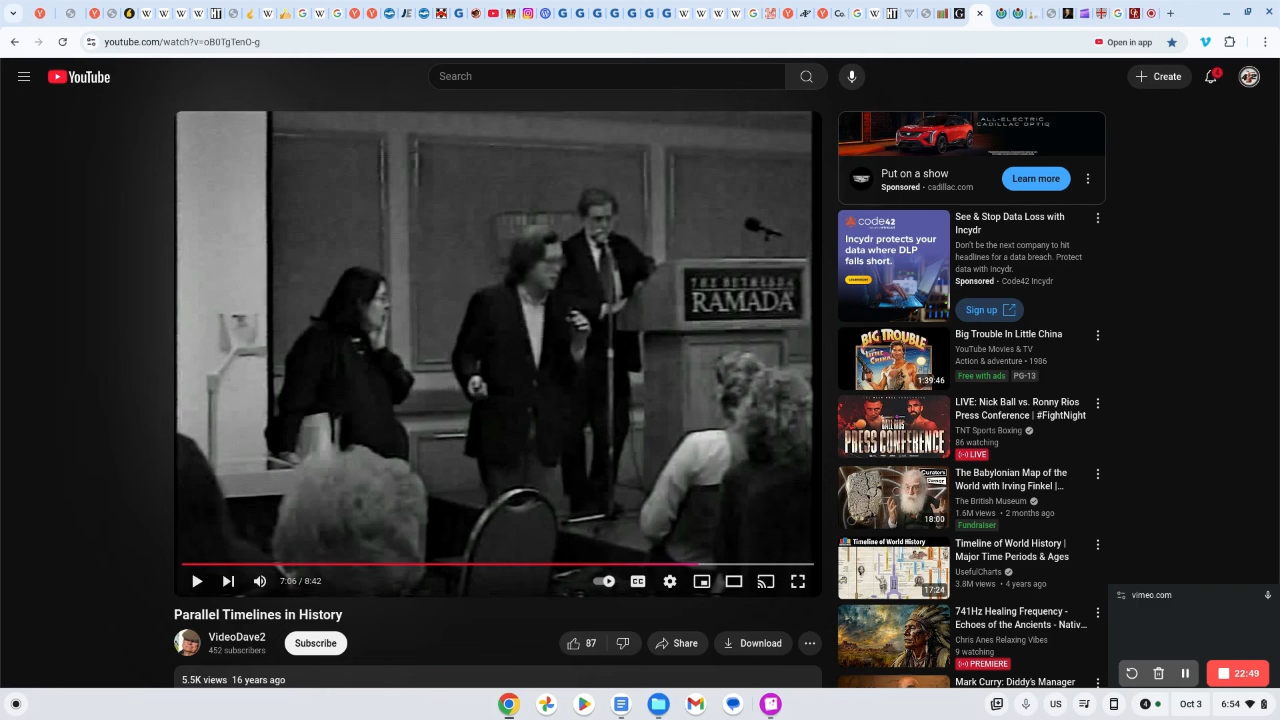 youtube.com/watch?v=oB0TgTenO-g
Open in app
YouTube
Search
Create
RAMADA
7:06 / 8:42
Parallel Timelines in History
VideoDave2
452 subscribers
Subscribe
87
Share
Download
5.5K views 16 years ago
ALL-ELECTRIC
CADILLAC OPTIQ
Put on a show
Sponsored · cadillac.com
Learn more
code42
Incydr protects your
data where DLP
falls short.
See & Stop Data Loss with
Incydr
Don't be the next company to hit
headlines for a data breach. Protect
data with Incydr.
Sponsored · Code42 Incydr
Sign up
BIG TROUBLE
IN LITTLE CHINA
1:39:46
Big Trouble In Little China
YouTube Movies & TV
Action & adventure • 1986
Free with ads PG-13
PRESS CONFERENCE
LIVE: Nick Ball vs. Ronny Rios
Press Conference | #FightNight
TNT Sports Boxing
86 watching
LIVE
Curator's
Corner
18:00
The Babylonian Map of the
World with Irving Finkel |...
The British Museum
1.6M views • 2 months ago
Fundraiser
Timeline of World History
17:24
Timeline of World History |
Major Time Periods & Ages
UsefulCharts
3.8M views • 4 years ago
741Hz Healing Frequency -
Echoes of the Ancients - Nativ...
Chris Anes Relaxing Vibes
9 watching
PREMIERE
Mark Curry: Diddy's Manager
vimeo.com
22:49
US
4
Oct 3
6:54